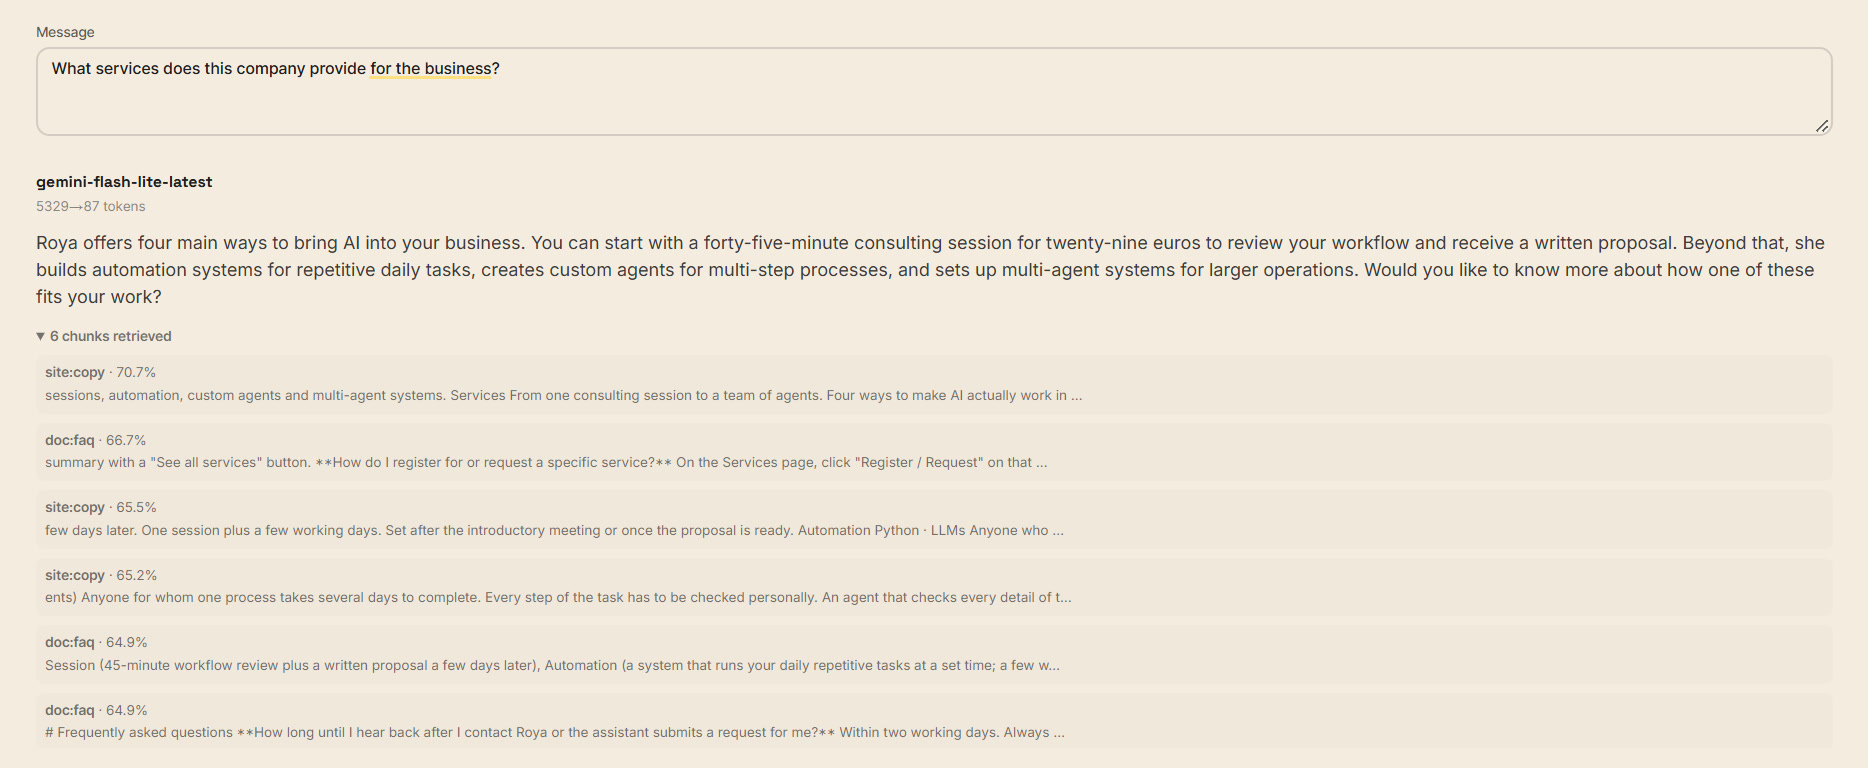 Message
What services does this company provide for the business?
gemini-flash-lite-latest
5329→87 tokens
Roya offers four main ways to bring AI into your business. You can start with a forty-five-minute consulting session for twenty-nine euros to review your workflow and receive a written proposal. Beyond that, she
builds automation systems for repetitive daily tasks, creates custom agents for multi-step processes, and sets up multi-agent systems for larger operations. Would you like to know more about how one of these
fits your work?
▼ 6 chunks retrieved
site:copy · 70.7%
sessions, automation, custom agents and multi-agent systems. Services From one consulting session to a team of agents. Four ways to make AI actually work in ...
doc:faq · 66.7%
summary with a "See all services" button. **How do I register for or request a specific service?** On the Services page, click "Register / Request" on that ...
site:copy · 65.5%
few days later. One session plus a few working days. Set after the introductory meeting or once the proposal is ready. Automation Python · LLMs Anyone who ...
site:copy · 65.2%
ents) Anyone for whom one process takes several days to complete. Every step of the task has to be checked personally. An agent that checks every detail of t...
doc:faq · 64.9%
Session (45-minute workflow review plus a written proposal a few days later), Automation (a system that runs your daily repetitive tasks at a set time; a few w...
doc:faq · 64.9%
# Frequently asked questions **How long until I hear back after I contact Roya or the assistant submits a request for me?** Within two working days. Always ...